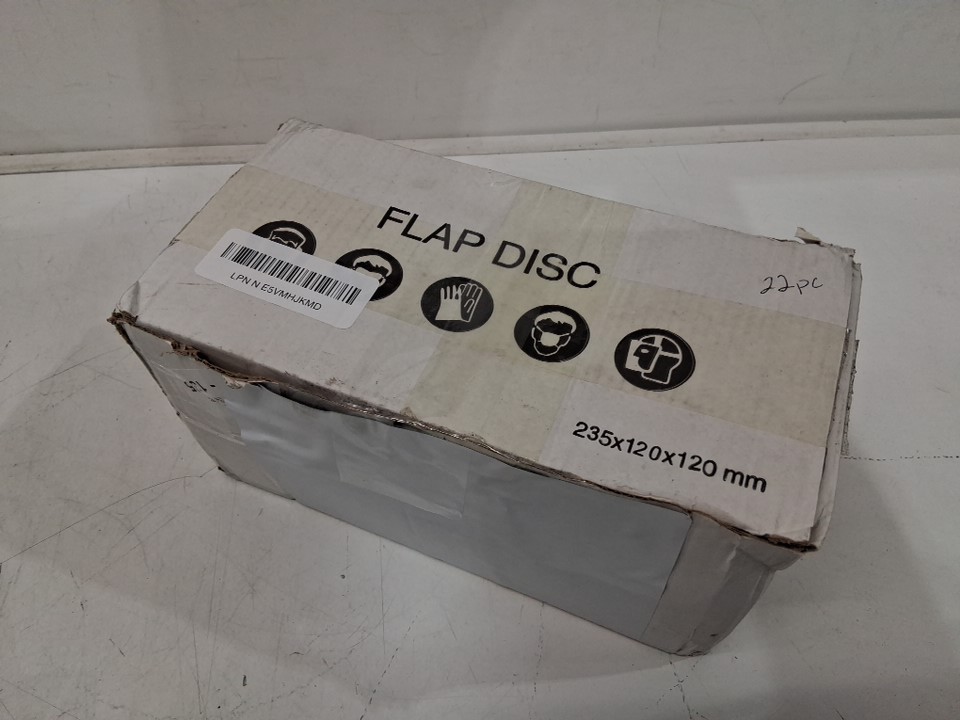 FLAP DISC
22pc
LPN N E5VMHJKMD
235x120x120 mm